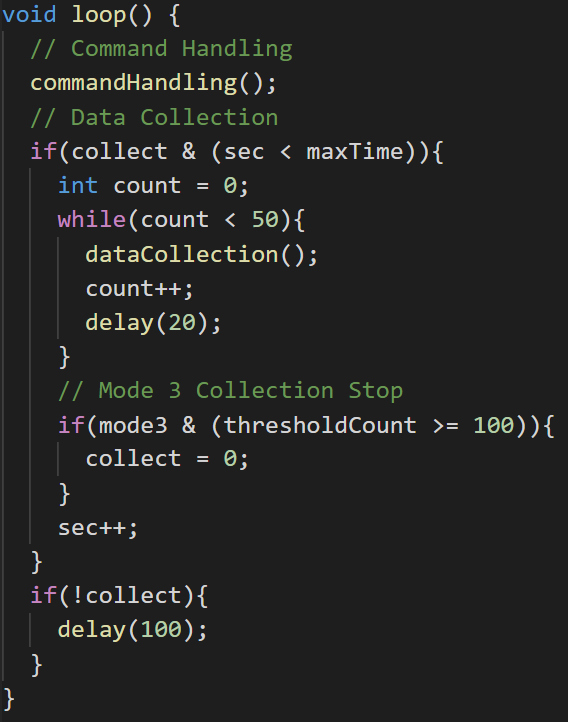 void loop() {
  // Command Handling
  commandHandling();
  // Data Collection
  if(collect & (sec < maxTime)){
    int count = 0;
    while(count < 50){
      dataCollection();
      count++;
      delay(20);
    }
    // Mode 3 Collection Stop
    if(mode3 & (thresholdCount >= 100)){
      collect = 0;
    }
    sec++;
  }
  if(!collect){
    delay(100);
  }
}